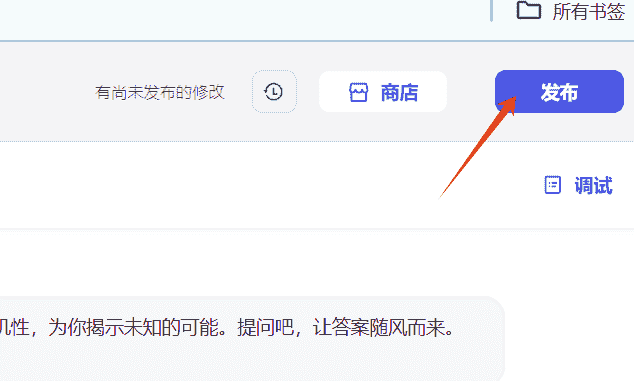 所有书签
有尚未发布的修改
商店
发布
调试
机性，为你揭示未知的可能。提问吧，让答案随风而来。